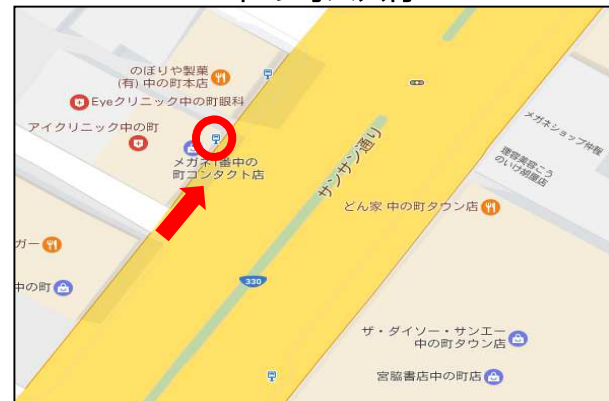 のぼりや製菓
(有) 中の町本店
Eyeクリニック中の町眼科
アイクリニック中の町
メガネ1番中の
町コンタクト店
サンサン通り
メガネショップ仲程
理容美容こう
のいけ胡屋店
どん家 中の町タウン店
ガー
中の町
330
ザ・ダイソー・サンエー
中の町タウン店
宮脇書店中の町店